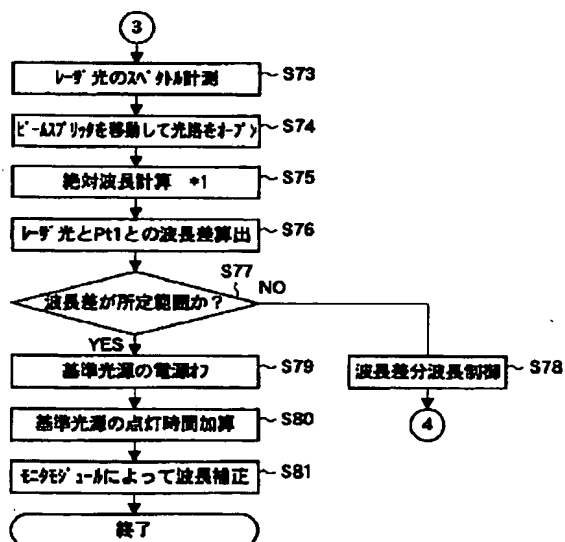 3
レーザ光のスペクトル計測 S73
ビームスプリッタを移動して光路をオープン S74
絶対波長計算 *1 S75
レーザ光とPt1との波長差算出 S76
S77
波長差が所定範囲か? NO
YES
基準光源の電源オフ S79
波長差分波長制御 S78
基準光源の点灯時間加算 S80
4
モニタモジュールによって波長補正 S81
終了